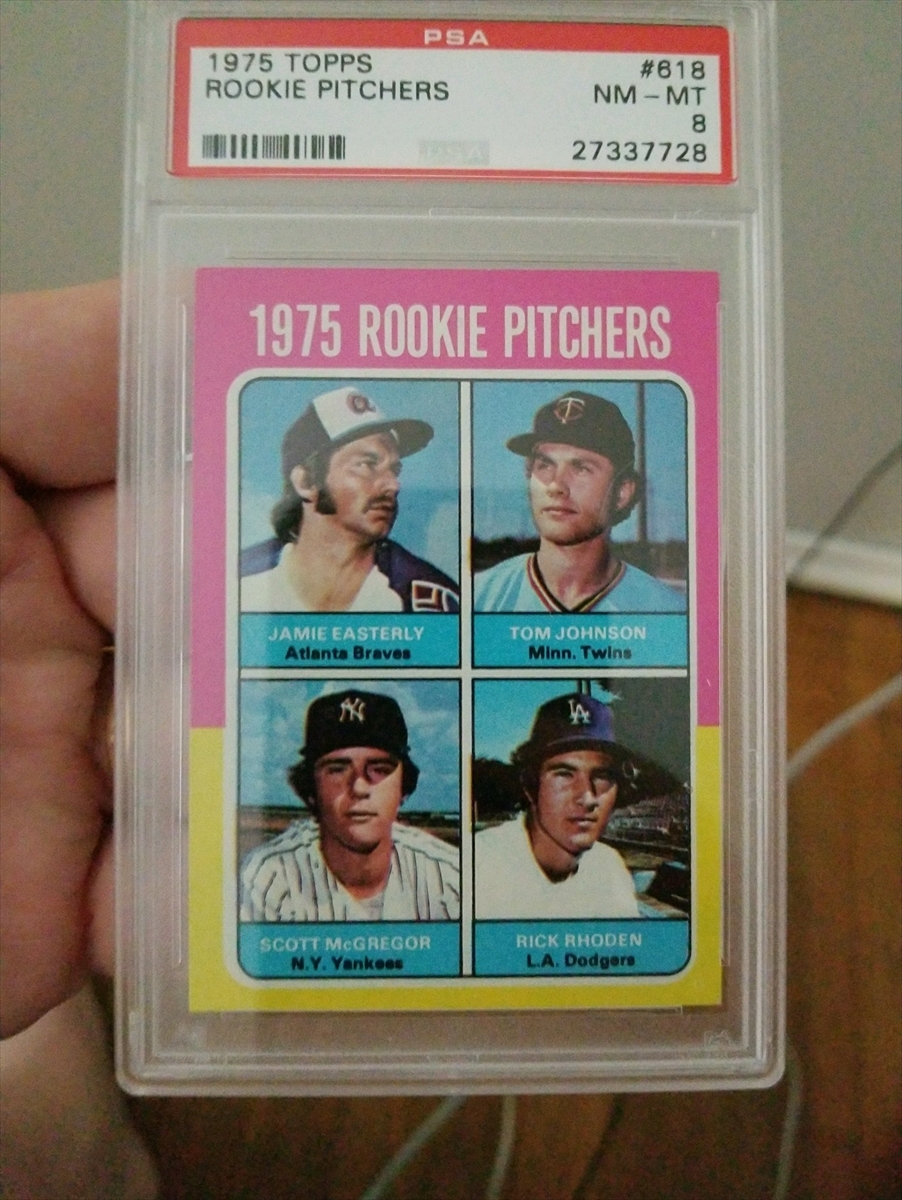 PSA
1975 TOPPS #618
ROOKIE PITCHERS NM - MT
8
27337728
PSA
1975 ROOKIE PITCHERS
JAMIE EASTERLY
Atlanta Braves
TOM JOHNSON
Minn. Twins
SCOTT McGREGOR
N.Y. Yankees
RICK RHODEN
L.A. Dodgers